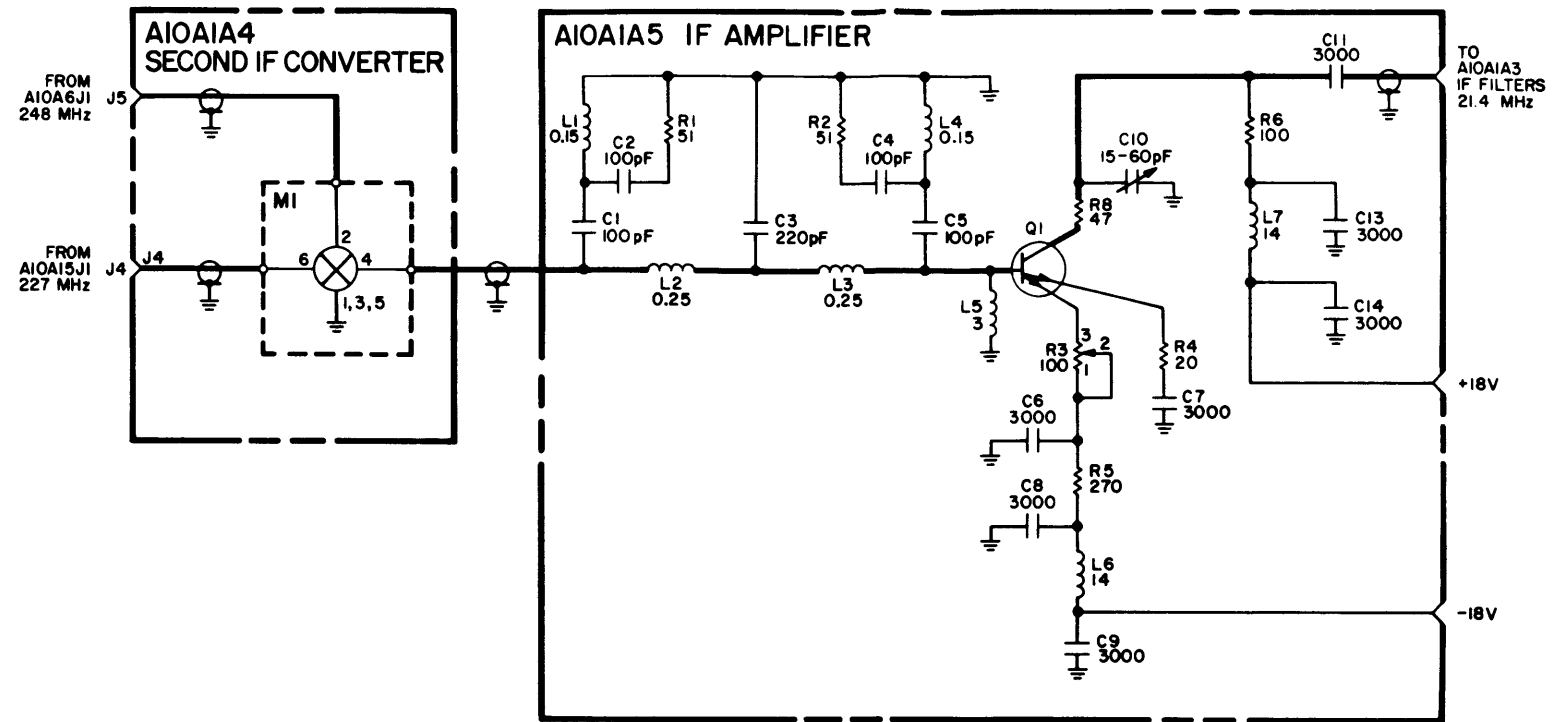 A10A1A4
SECOND IF CONVERTER
FROM
A10A6J1
248 MHz
J5
M1
2
6
4
1,3,5
FROM
A10A15J1
227 MHz
J4
J4
A10A1A5 IF AMPLIFIER
L1
0.15
C2
100pF
R1
51
C1
100pF
L2
0.25
C3
220pF
R2
51
C4
100pF
L4
0.15
C5
100pF
L3
0.25
L5
3
Q1
R8
47
C10
15-60pF
C11
3000
R6
100
L7
14
C13
3000
C14
3000
3
R3
100
2
1
R4
20
C7
3000
C6
3000
R5
270
C8
3000
L6
14
C9
3000
TO
A10A1A3
IF FILTERS
21.4 MHz
+18V
-18V